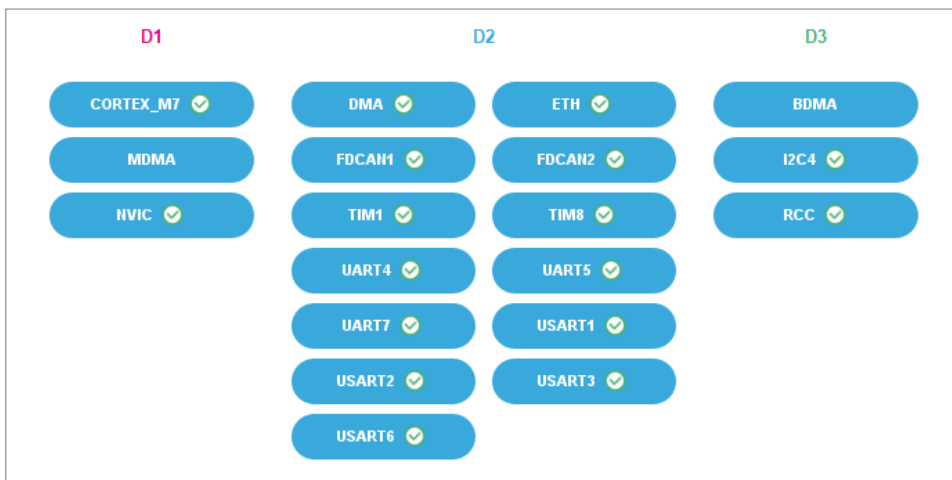 D1 D2 D3
CORTEX_M7 DMA ETH BDMA
MDMA FDCAN1 FDCAN2 I2C4
NVIC TIM1 TIM8 RCC
UART4 UART5
UART7 USART1
USART2 USART3
USART6